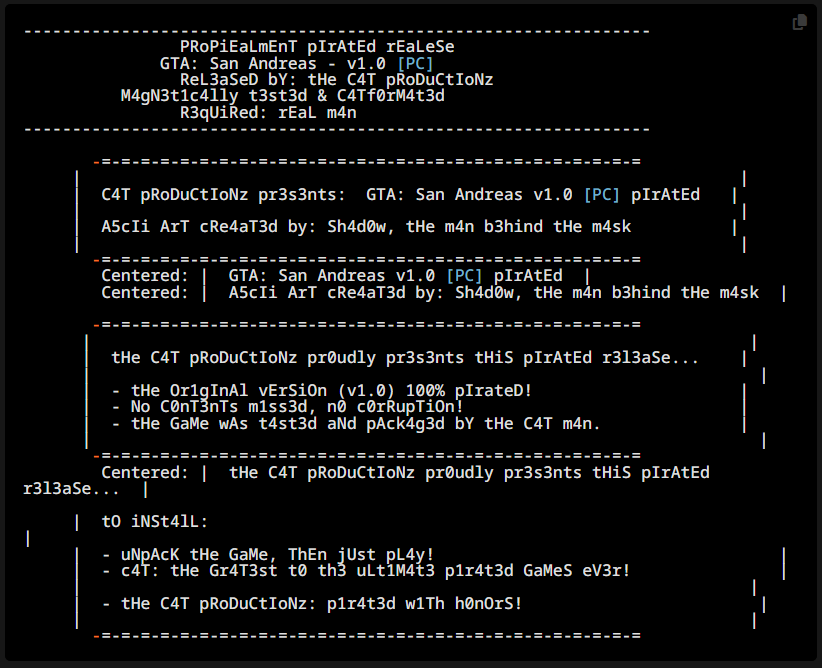 ----------------------------------------------------------------
PRoPiEaLmEnT pIrAtEd rEaLeSe
GTA: San Andreas - v1.0 [PC]
ReL3aSeD bY: tHe C4T pRoDuCtIoNz
M4gN3t1c4lly t3st3d & C4Tf0rM4t3d
R3qUiRed: rEaL m4n
----------------------------------------------------------------
-=-=-=-=-=-=-=-=-=-=-=-=-=-=-=-=-=-=-=-=-=-=-=-=-=-=-=-=
| |
| C4T pRoDuCtIoNz pr3s3nts: GTA: San Andreas v1.0 [PC] pIrAtEd |
| |
| A5cIi ArT cRe4aT3d by: Sh4d0w, tHe m4n b3hind tHe m4sk |
| |
-=-=-=-=-=-=-=-=-=-=-=-=-=-=-=-=-=-=-=-=-=-=-=-=-=-=-=-=
Centered: | GTA: San Andreas v1.0 [PC] pIrAtEd |
Centered: | A5cIi ArT cRe4aT3d by: Sh4d0w, tHe m4n b3hind tHe m4sk |
-=-=-=-=-=-=-=-=-=-=-=-=-=-=-=-=-=-=-=-=-=-=-=-=-=-=-=-=
| |
| tHe C4T pRoDuCtIoNz pr0udly pr3s3nts tHiS pIrAtEd r3l3aSe... |
| |
| - tHe Or1gInAl vErSiOn (v1.0) 100% pIrateD! |
| - No C0nT3nTs m1ss3d, n0 c0rRupTiOn! |
| - tHe GaMe wAs t4st3d aNd pAck4g3d bY tHe C4T m4n. |
| |
-=-=-=-=-=-=-=-=-=-=-=-=-=-=-=-=-=-=-=-=-=-=-=-=-=-=-=-=
Centered: | tHe C4T pRoDuCtIoNz pr0udly pr3s3nts tHiS pIrAtEd
r3l3aSe... |
| tO iNSt4lL:
|
| - uNpAcK tHe GaMe, ThEn jUst pL4y! |
| - c4T: tHe Gr4T3st t0 th3 uLt1M4t3 p1r4t3d GaMeS eV3r! |
| |
| - tHe C4T pRoDuCtIoNz: p1r4t3d w1Th h0nOrS! |
| |
-=-=-=-=-=-=-=-=-=-=-=-=-=-=-=-=-=-=-=-=-=-=-=-=-=-=-=-=